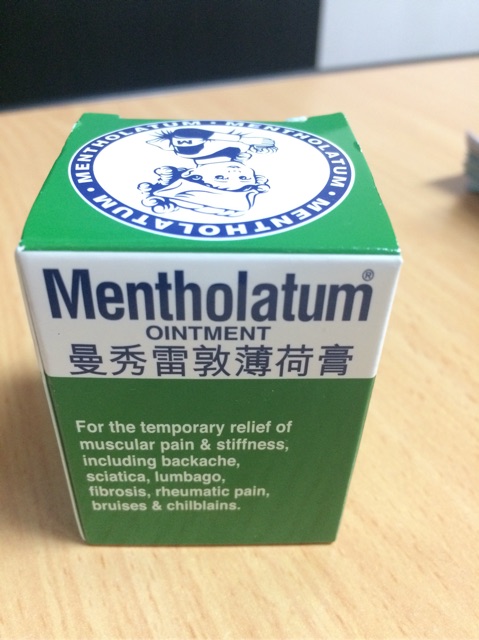 MENTHOLATUM • MENTHOLATUM • MENTHOLATUM •
M
Mentholatum®
OINTMENT
曼秀雷敦薄荷膏
For the temporary relief of
muscular pain & stiffness,
including backache,
sciatica, lumbago,
fibrosis, rheumatic pain,
bruises & chilblains.